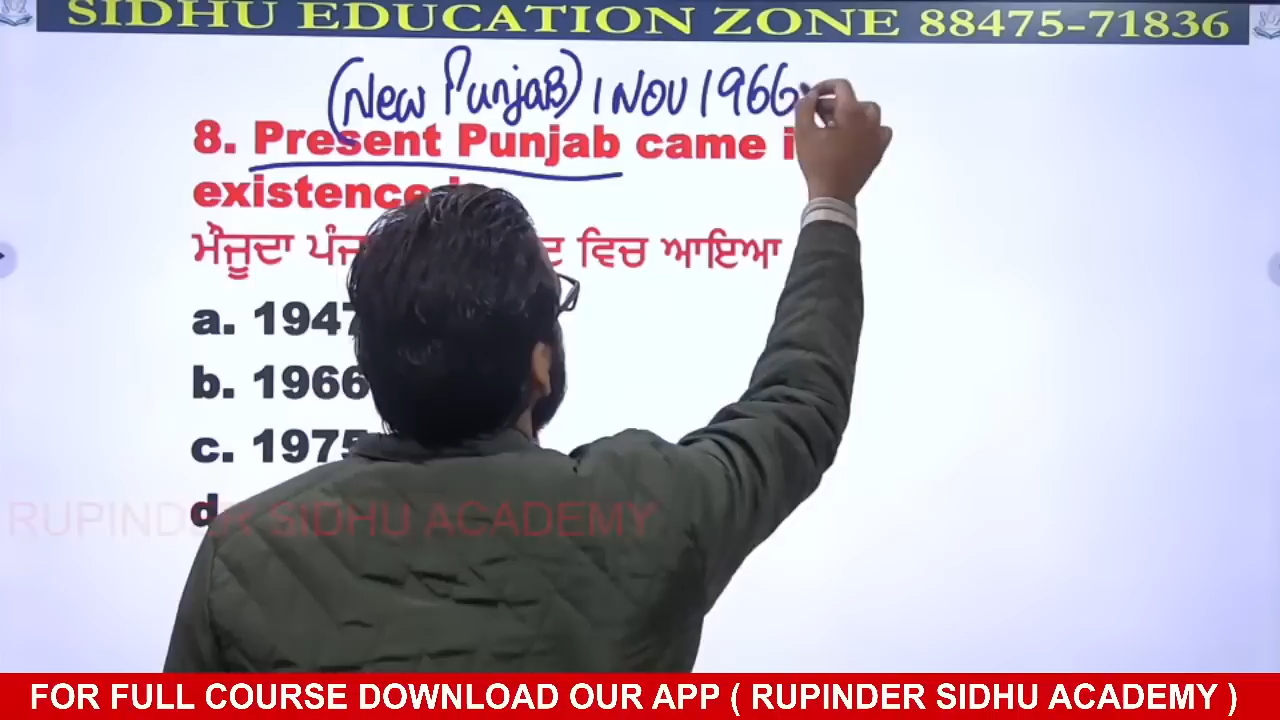 SIDHU EDUCATION ZONE 88475-71836
(New Punjab) 1 NOV 1966
8. Present Punjab came
existence
ਮੌਜੂਦਾ ਵਿਚ ਆਇਆ
a. 1947
b. 1966
c. 1975
d
RUPINDER SIDHU ACADEMY
FOR FULL COURSE DOWNLOAD OUR APP ( RUPINDER SIDHU ACADEMY )